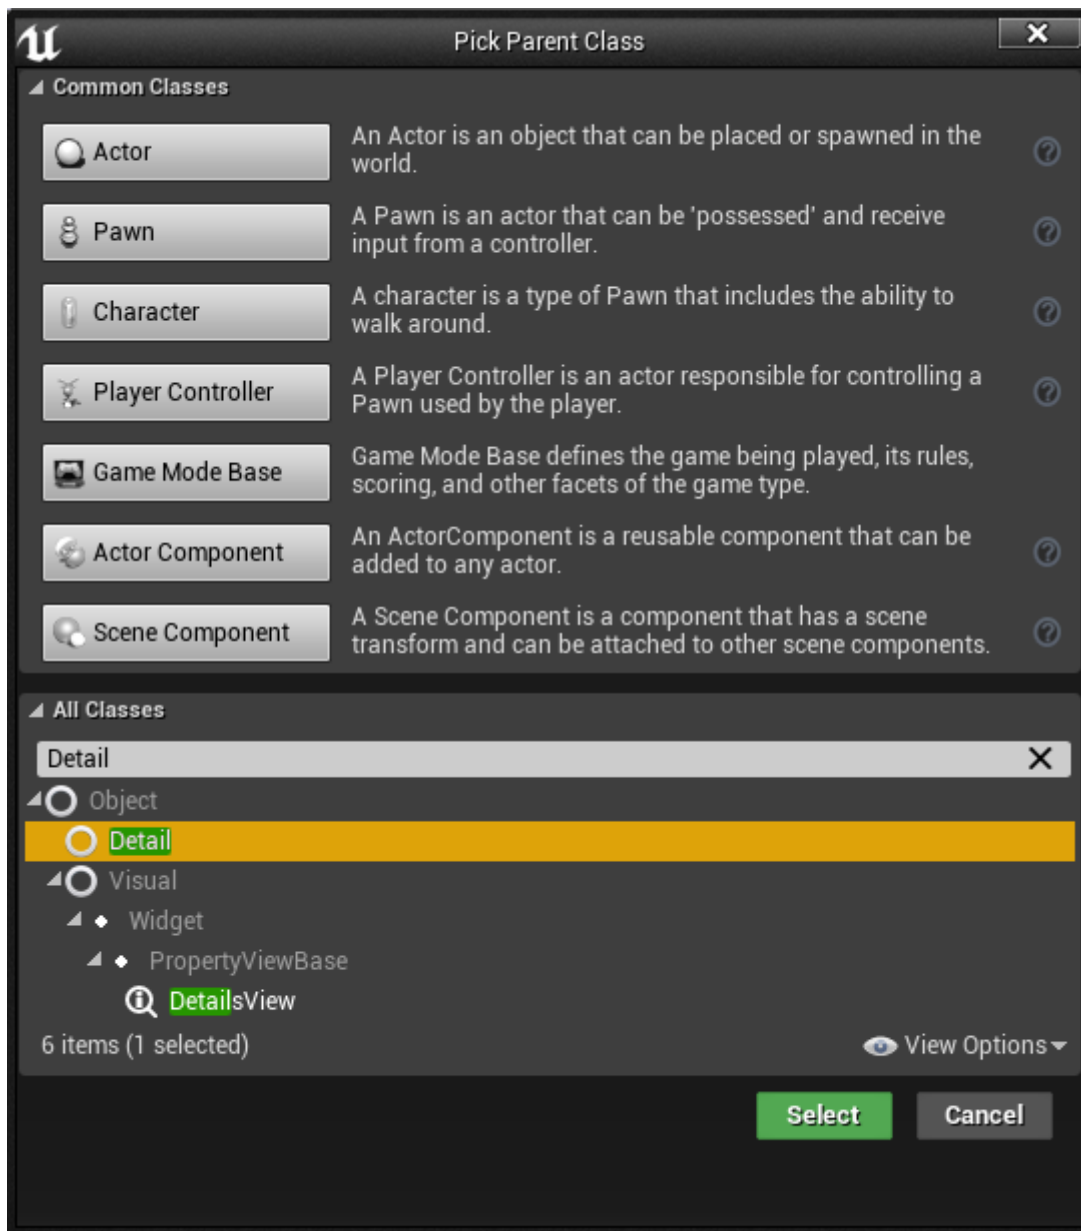 Pick Parent Class
Common Classes
Actor
An Actor is an object that can be placed or spawned in the
world.
Pawn
A Pawn is an actor that can be 'possessed' and receive
input from a controller.
Character
A character is a type of Pawn that includes the ability to
walk around.
Player Controller
A Player Controller is an actor responsible for controlling a
Pawn used by the player.
Game Mode Base
Game Mode Base defines the game being played, its rules,
scoring, and other facets of the game type.
Actor Component
An ActorComponent is a reusable component that can be
added to any actor.
Scene Component
A Scene Component is a component that has a scene
transform and can be attached to other scene components.
All Classes
Detail
Object
Detail
Visual
Widget
PropertyViewBase
DetailsView
6 items (1 selected)
View Options
Select
Cancel